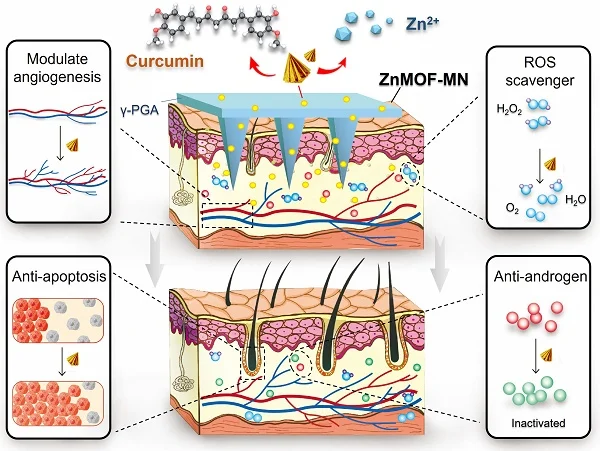 Modulate
angiogenesis
Curcumin
Zn²⁺
γ-PGA
ZnMOF-MN
ROS
scavenger
H₂O₂
O₂
H₂O
Anti-apoptosis
Anti-androgen
Inactivated